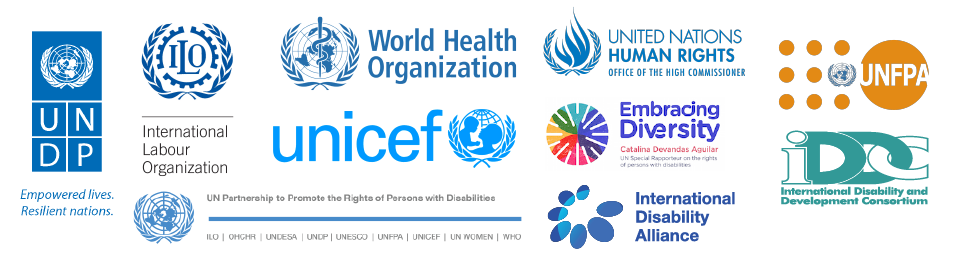 UN
DP
Empowered lives.
Resilient nations.
ILO
International
Labour
Organization
World Health
Organization
unicef
UN Partnership to Promote the Rights of Persons with Disabilities
ILO | OHCHR | UNDESA | UNDP | UNESCO | UNFPA | UNICEF | UN WOMEN | WHO
UNITED NATIONS
HUMAN RIGHTS
OFFICE OF THE HIGH COMMISSIONER
Embracing
Diversity
Catalina Devandas Aguilar
UN Special Rapporteur on the rights
of persons with disabilities
International
Disability
Alliance
UNFPA
iDDC
International Disability and
Development Consortium